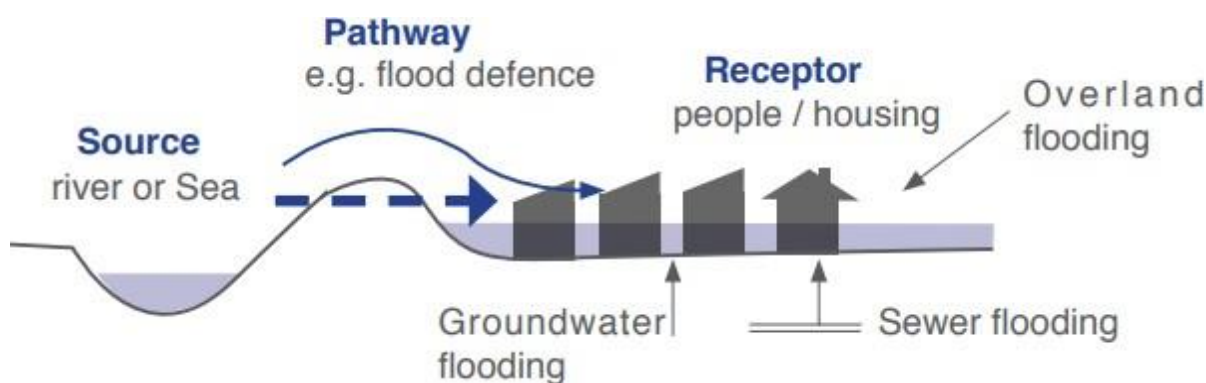 Pathway
e.g. flood defence
Receptor
people / housing
Overland
flooding
Source
river or Sea
Groundwater
flooding
Sewer flooding